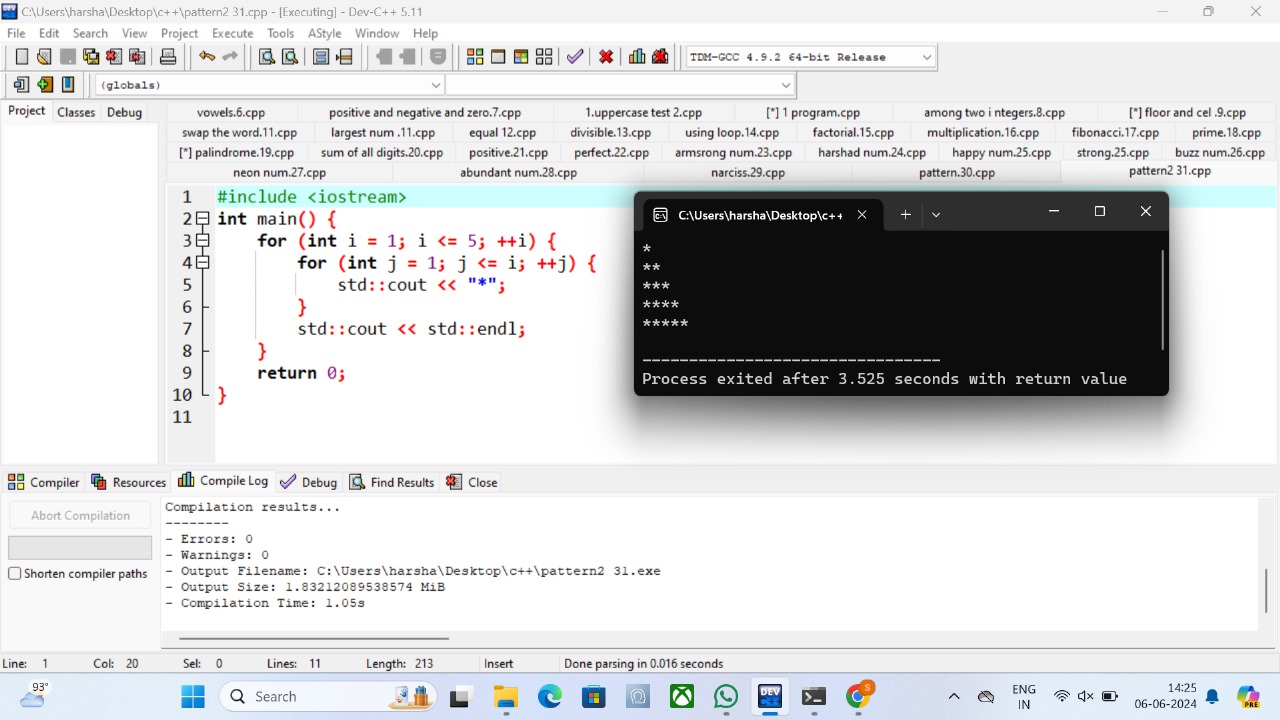 C:\Users\harsha\Desktop\c++\pattern2 31.cpp - [Executing] - Dev-C++ 5.11
File Edit Search View Project Execute Tools AStyle Window Help
TDM-GCC 4.9.2 64-bit Release
(globals)
Project Classes Debug
vowels.6.cpp positive and negative and zero.7.cpp 1.uppercase test 2.cpp [*] 1 program.cpp among two i ntegers.8.cpp [*] floor and cel .9.cpp
swap the word.11.cpp largest num .11.cpp equal 12.cpp divisible.13.cpp using loop.14.cpp factorial.15.cpp multiplication.16.cpp fibonacci.17.cpp prime.18.cpp
[*] palindrome.19.cpp sum of all digits.20.cpp positive.21.cpp perfect.22.cpp armsrong num.23.cpp harshad num.24.cpp happy num.25.cpp strong.25.cpp buzz num.26.cpp
neon num.27.cpp abundant num.28.cpp narciss.29.cpp pattern.30.cpp pattern2 31.cpp
1 #include <iostream>
2 int main() {
3 for (int i = 1; i <= 5; ++i) {
4 for (int j = 1; j <= i; ++j) {
5 std::cout << "*";
6 }
7 std::cout << std::endl;
8 }
9 return 0;
10 }
11
C:\Users\harsha\Desktop\c++
*
**
***
****
*****
--------------------------------
Process exited after 3.525 seconds with return value
Compiler Resources Compile Log Debug Find Results Close
Abort Compilation
Shorten compiler paths
Compilation results...
--------
- Errors: 0
- Warnings: 0
- Output Filename: C:\Users\harsha\Desktop\c++\pattern2 31.exe
- Output Size: 1.83212089538574 MiB
- Compilation Time: 1.05s
Line: 1 Col: 20 Sel: 0 Lines: 11 Length: 213 Insert Done parsing in 0.016 seconds
93°
Search
DEV
S
ENG
IN
14:25
06-06-2024
PRE